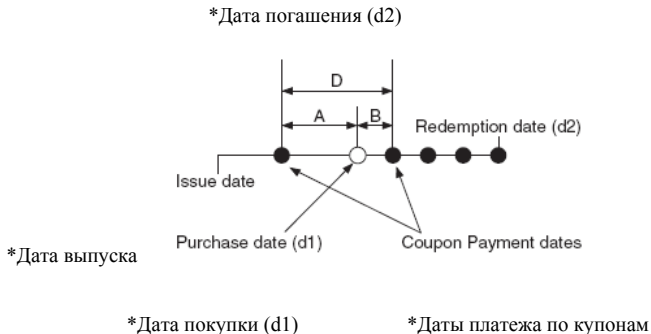 *Дата погашения (d2)
D
A B
Redemption date (d2)
Issue date
Purchase date (d1) Coupon Payment dates
*Дата выпуска
*Дата покупки (d1) *Даты платежа по купонам